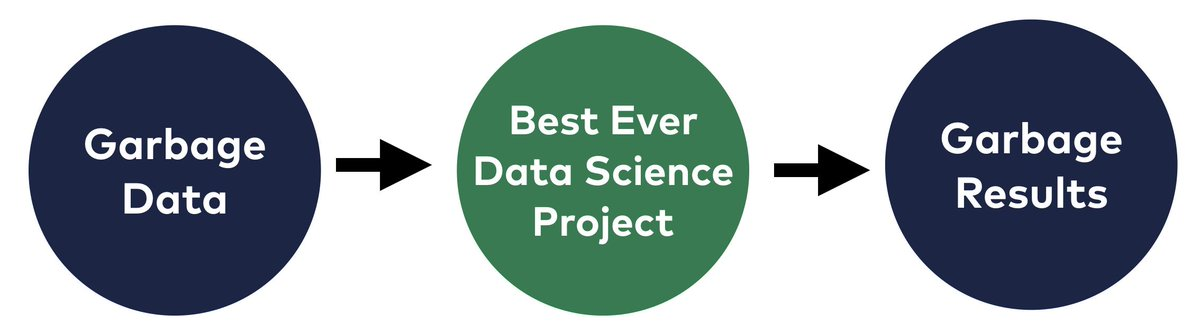 Garbage
Data
Best Ever
Data Science
Project
Garbage
Results